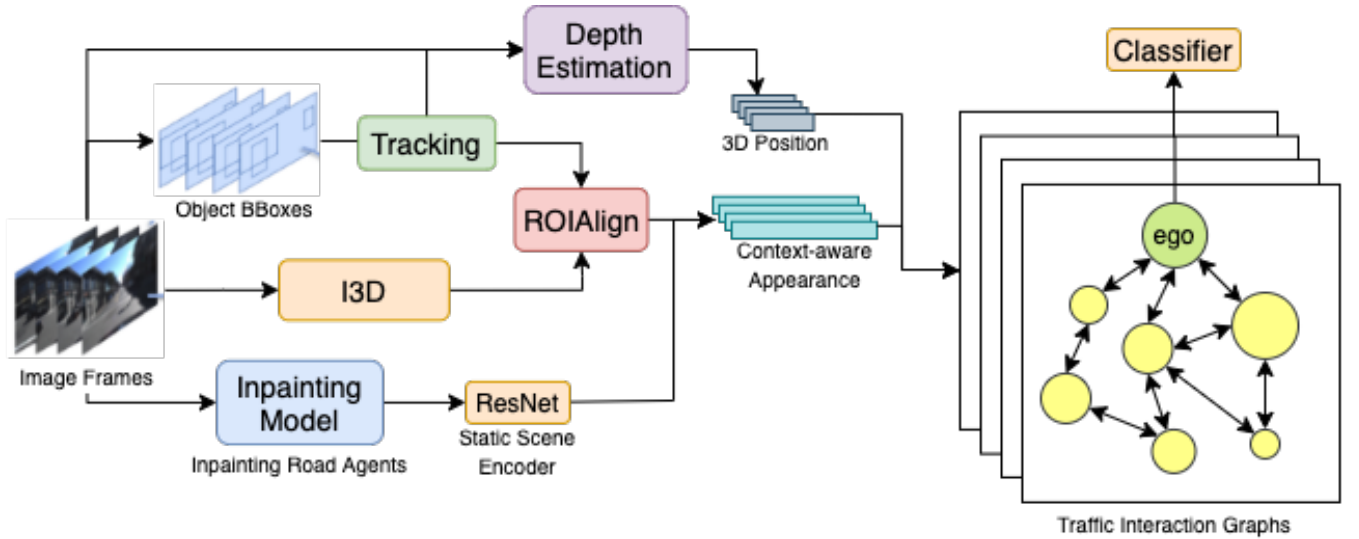 Depth
Estimation
Classifier
Tracking
3D Position
Object BBoxes
ROIAlign
ego
Context-aware
Appearance
I3D
Image Frames
Inpainting
Model
ResNet
Static Scene
Encoder
Inpainting Road Agents
Traffic Interaction Graphs